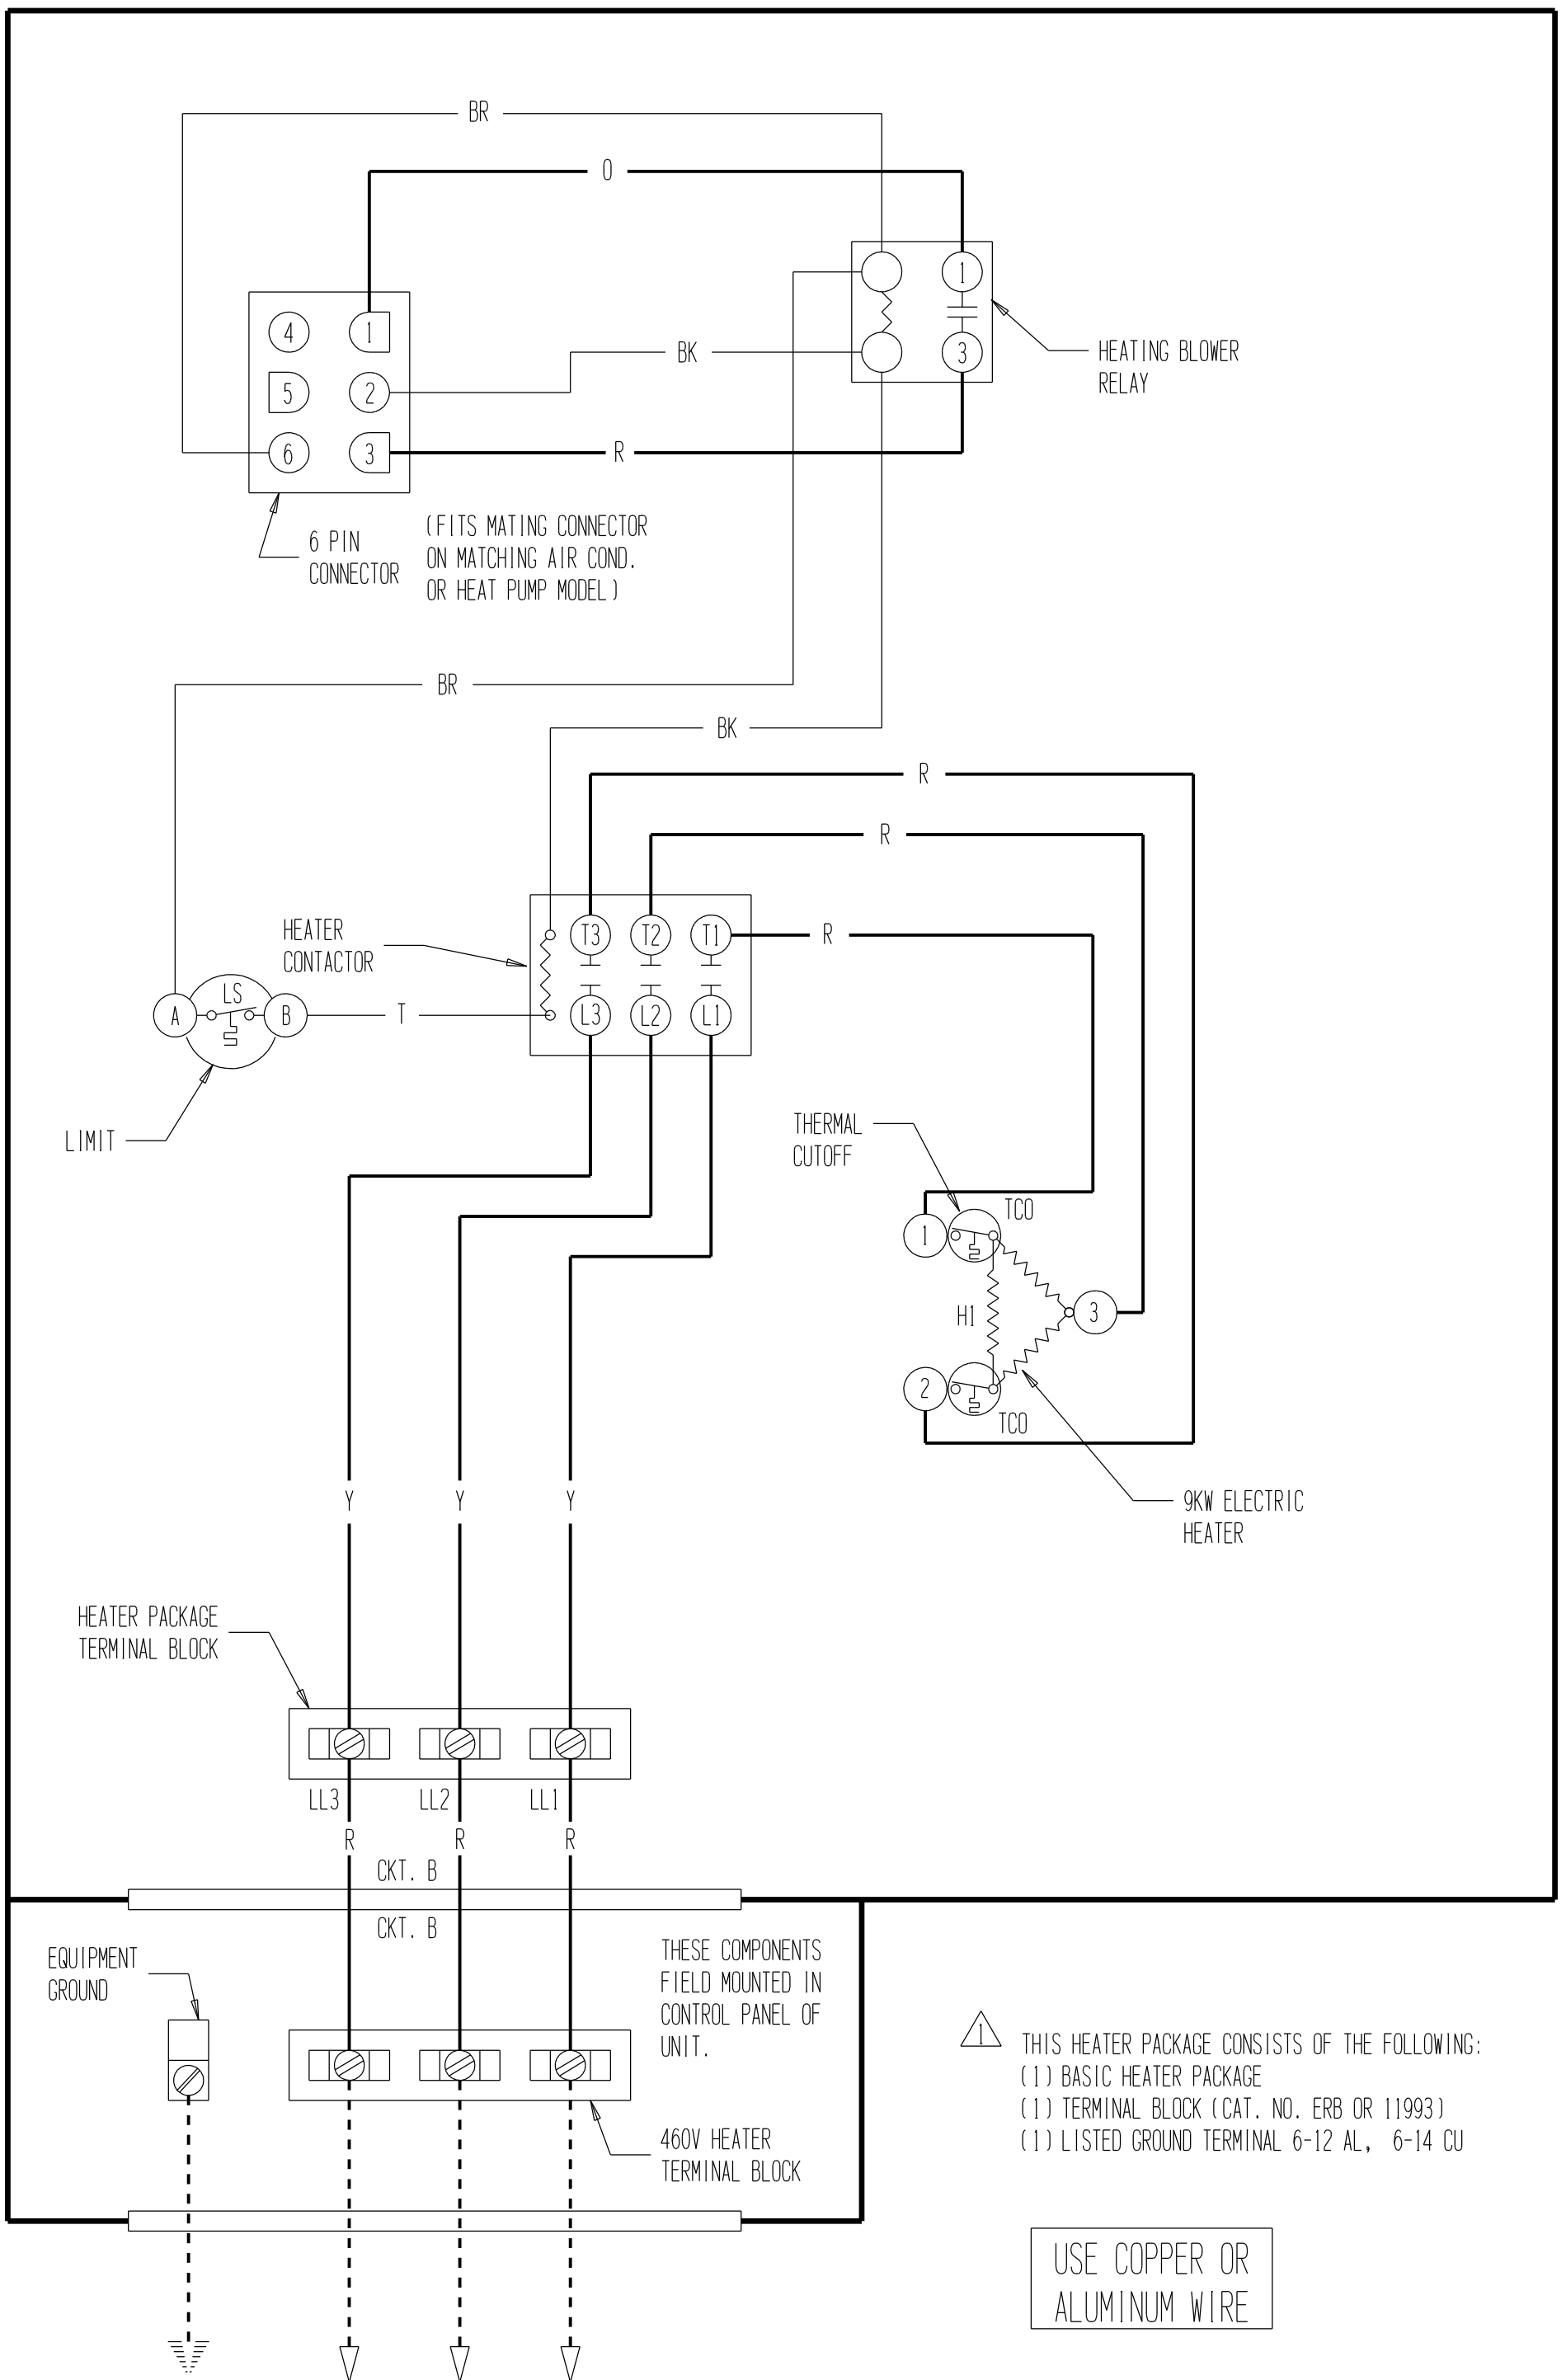 BR
O
1
4
1
HEATING BLOWER
RELAY
BK
3
5
2
6
3
R
6 PIN
CONNECTOR
(FITS MATING CONNECTOR
ON MATCHING AIR COND.
OR HEAT PUMP MODEL)
BR
BK
R
R
HEATER
CONTACTOR
T3
T2
T1
R
LS
A
B
T
L3
L2
L1
LIMIT
THERMAL
CUTOFF
TCO
1
H1
3
2
TCO
9KW ELECTRIC
HEATER
Y
Y
Y
HEATER PACKAGE
TERMINAL BLOCK
LL3
LL2
LL1
R
R
R
CKT. B
CKT. B
EQUIPMENT
GROUND
THESE COMPONENTS
FIELD MOUNTED IN
CONTROL PANEL OF
UNIT.
460V HEATER
TERMINAL BLOCK
1
THIS HEATER PACKAGE CONSISTS OF THE FOLLOWING:
(1) BASIC HEATER PACKAGE
(1) TERMINAL BLOCK (CAT. NO. ERB OR 11993)
(1) LISTED GROUND TERMINAL 6-12 AL, 6-14 CU
USE COPPER OR
ALUMINUM WIRE